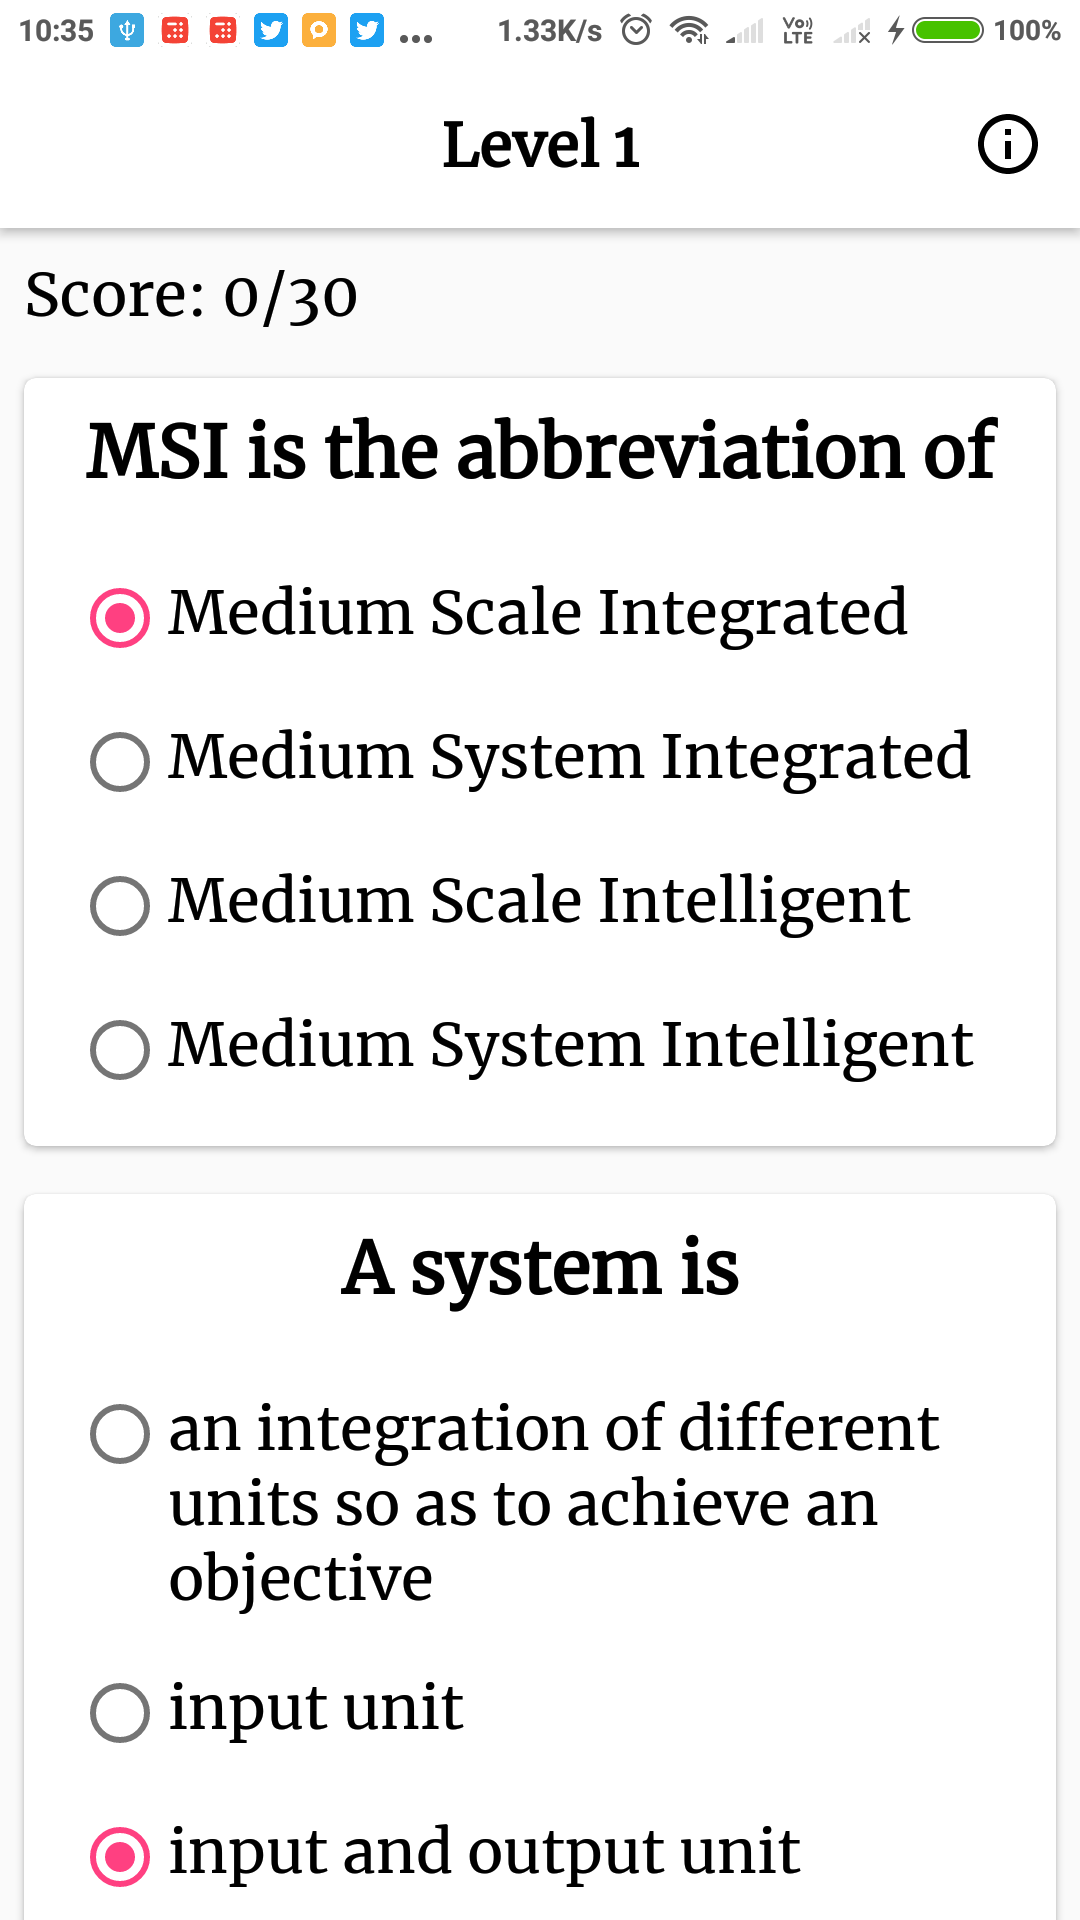 10:35 ... 1.33K/s VO)) LTE 100%
Level 1
Score: 0/30
MSI is the abbreviation of
Medium Scale Integrated
Medium System Integrated
Medium Scale Intelligent
Medium System Intelligent
A system is
an integration of different
units so as to achieve an
objective
input unit
input and output unit